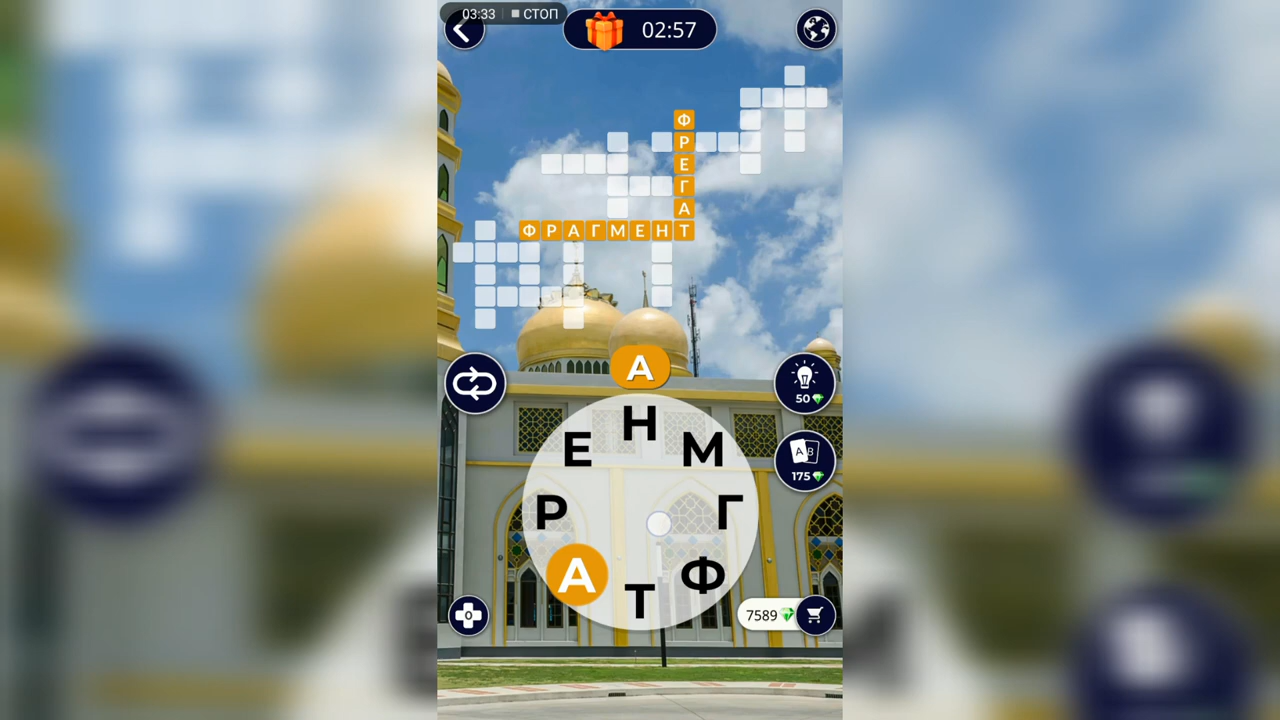 03:33 СТОП
02:57
Ф
Р
Е
Г
А
ФРАГМЕНТ
А
Н
Е М
50
A B
Р Г
175
А Ф
Т
0
7589